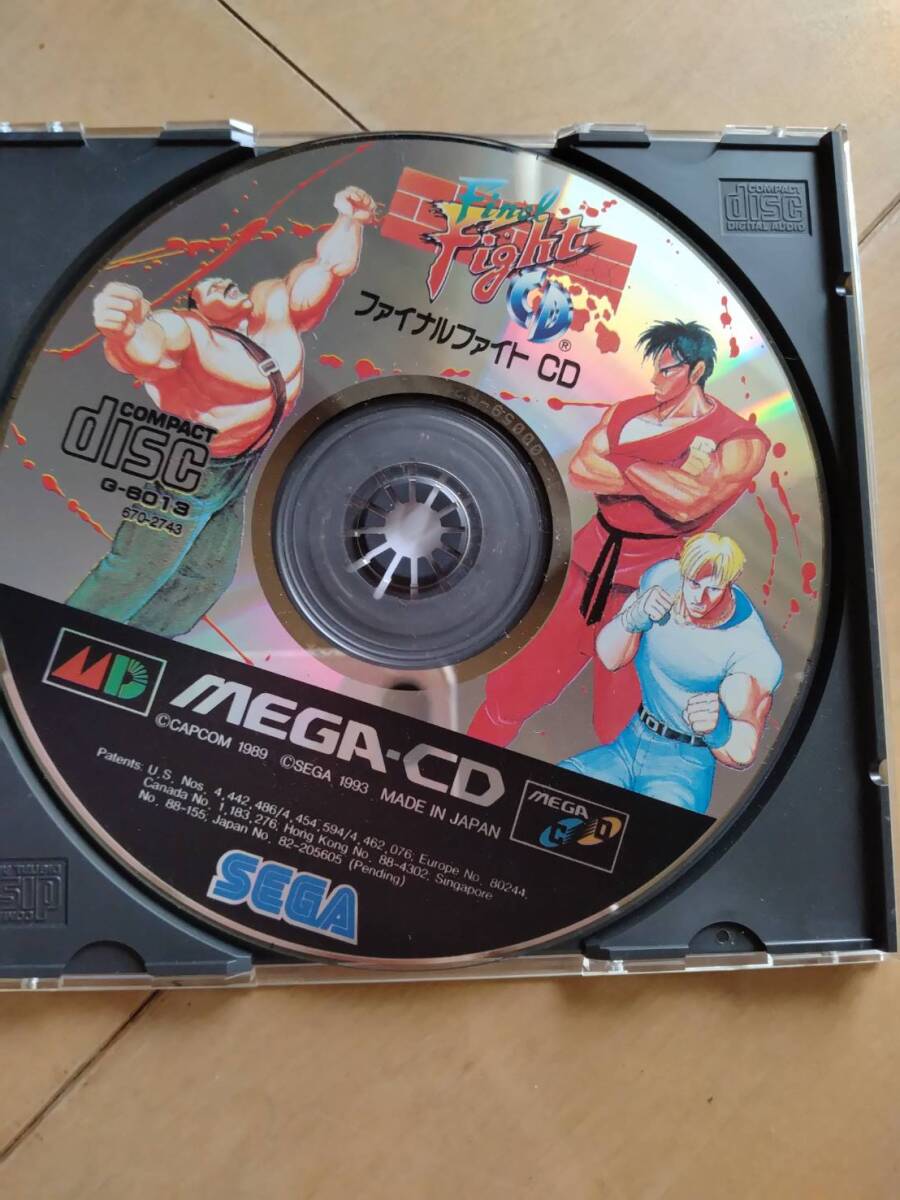 Final
Fight
CD
®
ファイナルファイト CD
COMPACT
disc
DIGITAL AUDIO
COMPACT
disc
G-6013
670-2743
MD
MEGA-CD
©CAPCOM 1989 ©SEGA 1993 MADE IN JAPAN
Patents: U.S. Nos. 4,442,486/4,454,594/4,462,076; Europe No. 80244;
Canada No. 1,183,276; Hong Kong No. 88-4302; Singapore
No. 88-155; Japan No. 82-205605 (Pending)
MEGA
CD
SEGA
disc